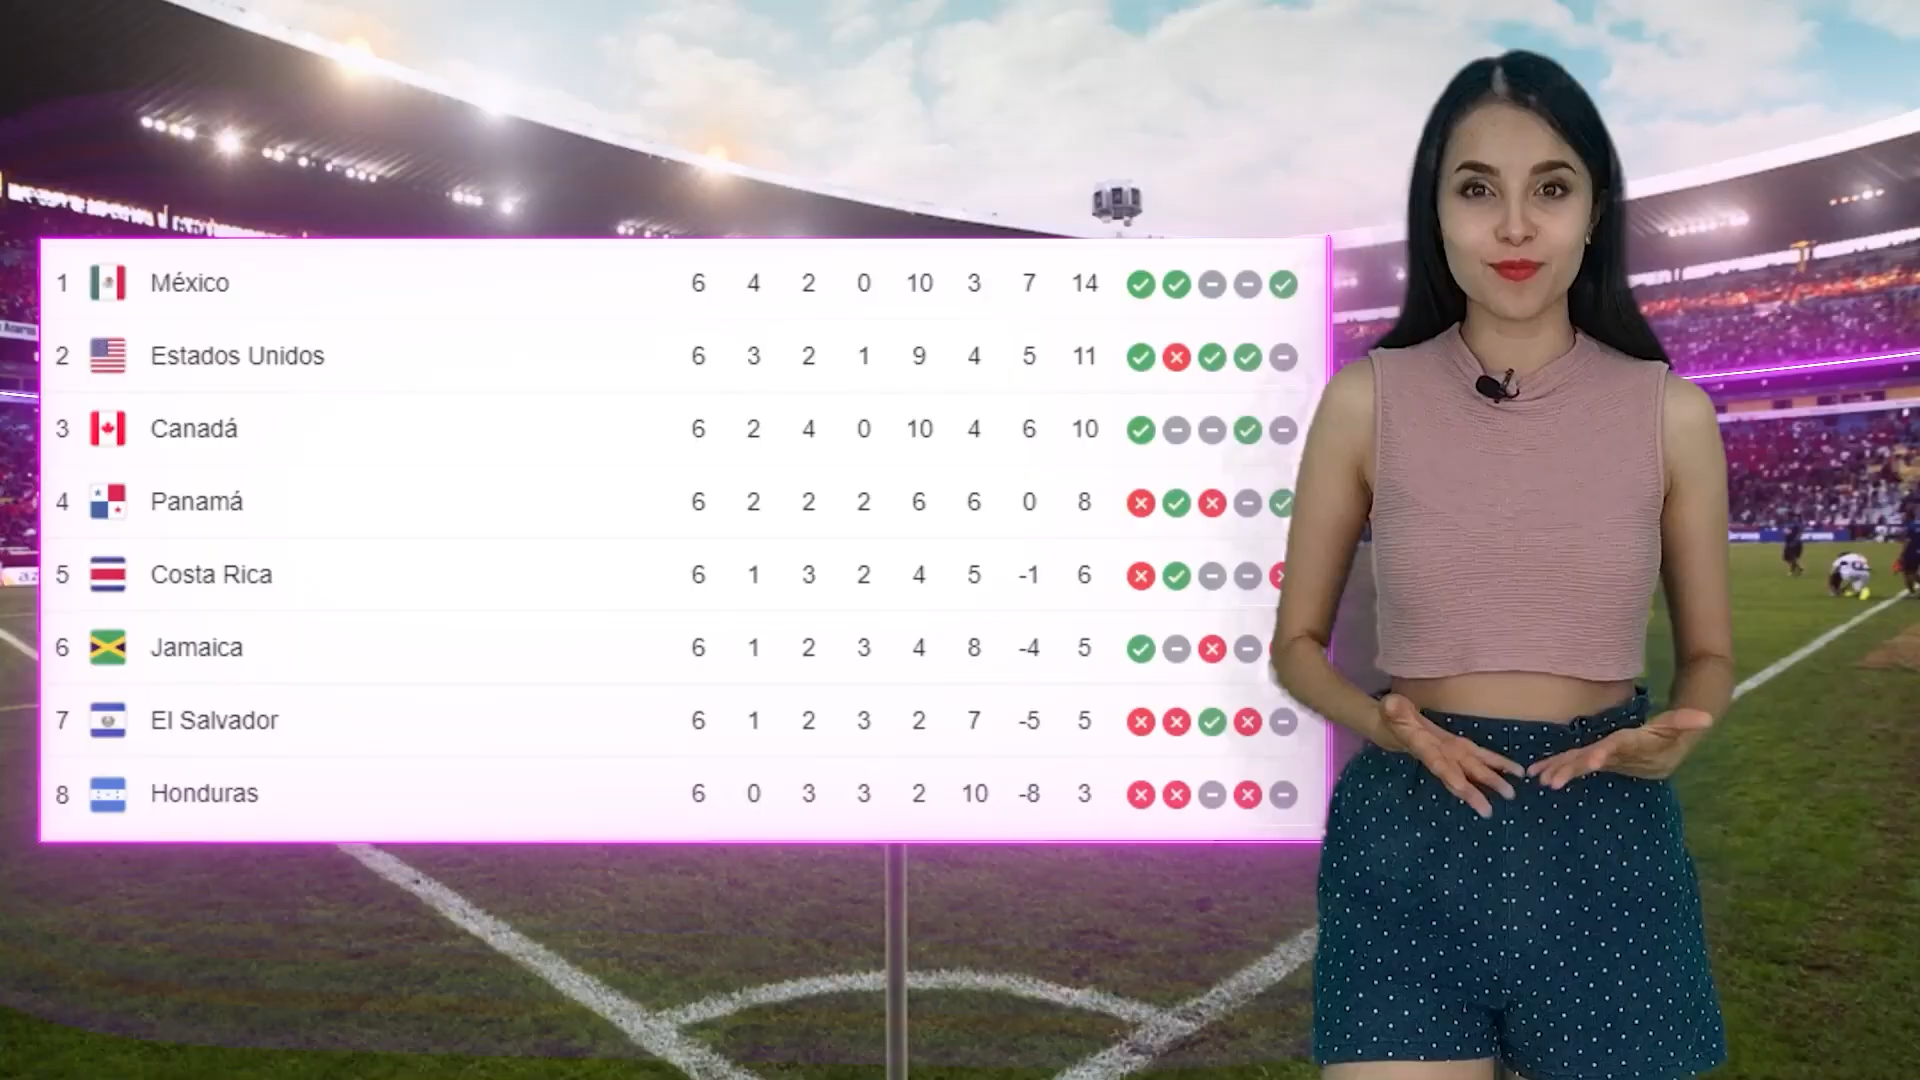 1 México 6 4 2 0 10 3 7 14
2 Estados Unidos 6 3 2 1 9 4 5 11
3 Canadá 6 2 4 0 10 4 6 10
4 Panamá 6 2 2 2 6 6 0 8
5 Costa Rica 6 1 3 2 4 5 -1 6
6 Jamaica 6 1 2 3 4 8 -4 5
7 El Salvador 6 1 2 3 2 7 -5 5
8 Honduras 6 0 3 3 2 10 -8 3